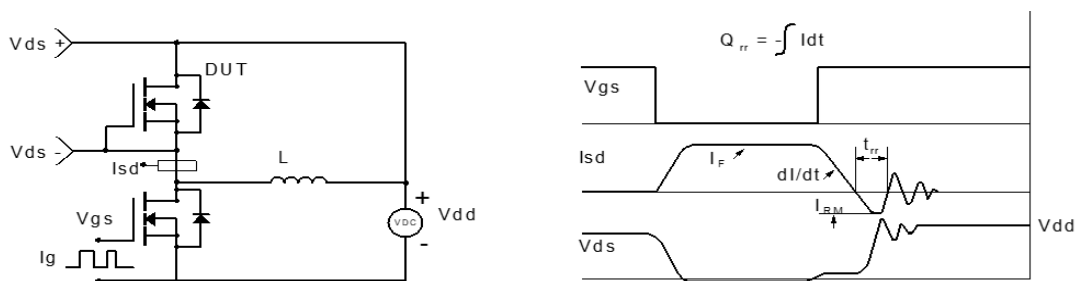 Vds +
DUT
Vds -
Isd
L
Vgs
Ig
+
VDC
-
Vdd
Q rr = -∫ Idt
Vgs
Isd
I F
dI/dt
t rr
I RM
Vds
Vdd